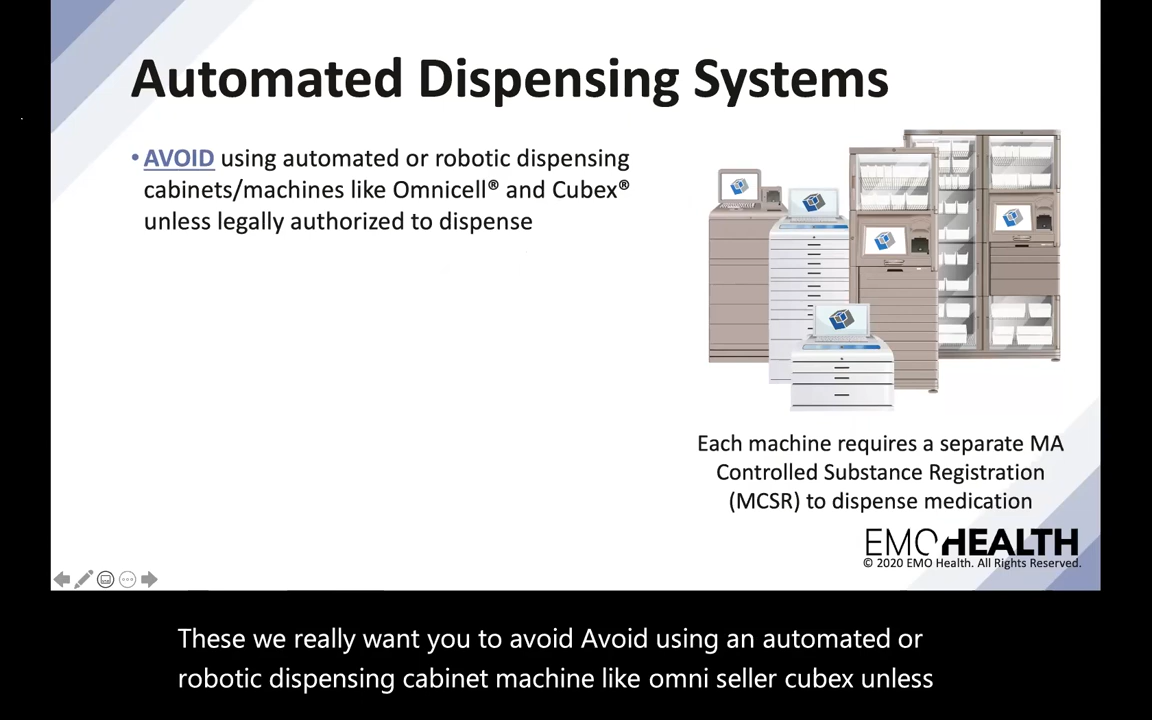 Automated Dispensing Systems
• AVOID using automated or robotic dispensing
cabinets/machines like Omnicell® and Cubex®
unless legally authorized to dispense
Each machine requires a separate MA
Controlled Substance Registration
(MCSR) to dispense medication
EMO HEALTH
© 2020 EMO Health. All Rights Reserved.
These we really want you to avoid Avoid using an automated or
robotic dispensing cabinet machine like omni seller cubex unless